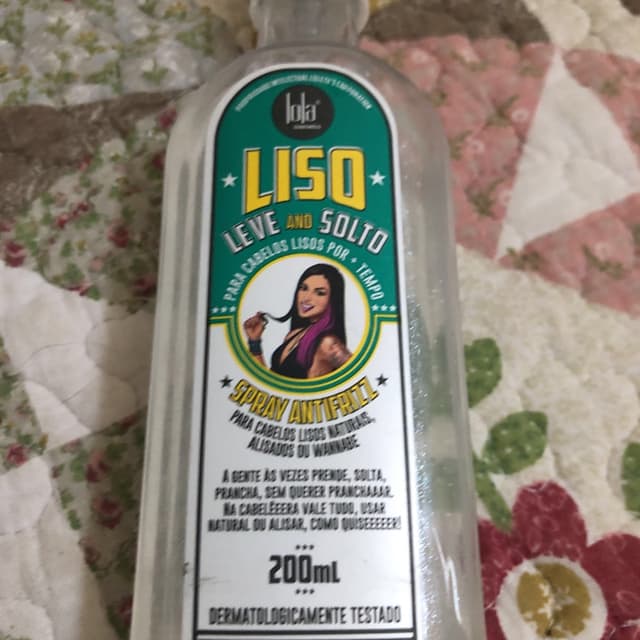 lola
LISO
LEVE AND SOLTO
PARA CABELOS LISOS POR + TEMPO
SPRAY ANTIFRIZZ
PARA CABELOS LISOS NATURAIS,
ALISADOS OU WANNABE
A GENTE ÀS VEZES PRENDE, SOLTA,
PRANCHA, SEM QUERER PRANCHAAAR.
NA CABELÊEERA VALE TUDO, USAR
NATURAL OU ALISAR, COMO QUISEEEEER!
200mL
DERMATOLOGICAMENTE TESTADO